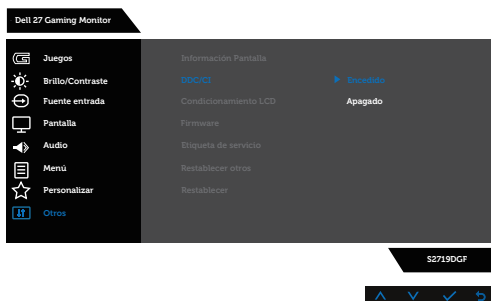 Dell 27 Gaming Monitor
Juegos
Información Pantalla
Brillo/Contraste
DDC/CI
Encedido
Fuente entrada
Condicionamiento LCD
Apagado
Pantalla
Firmware
Audio
Etiqueta de servicio
Menú
Restablecer otros
Personalizar
Restablecer
Otros
S2719DGF